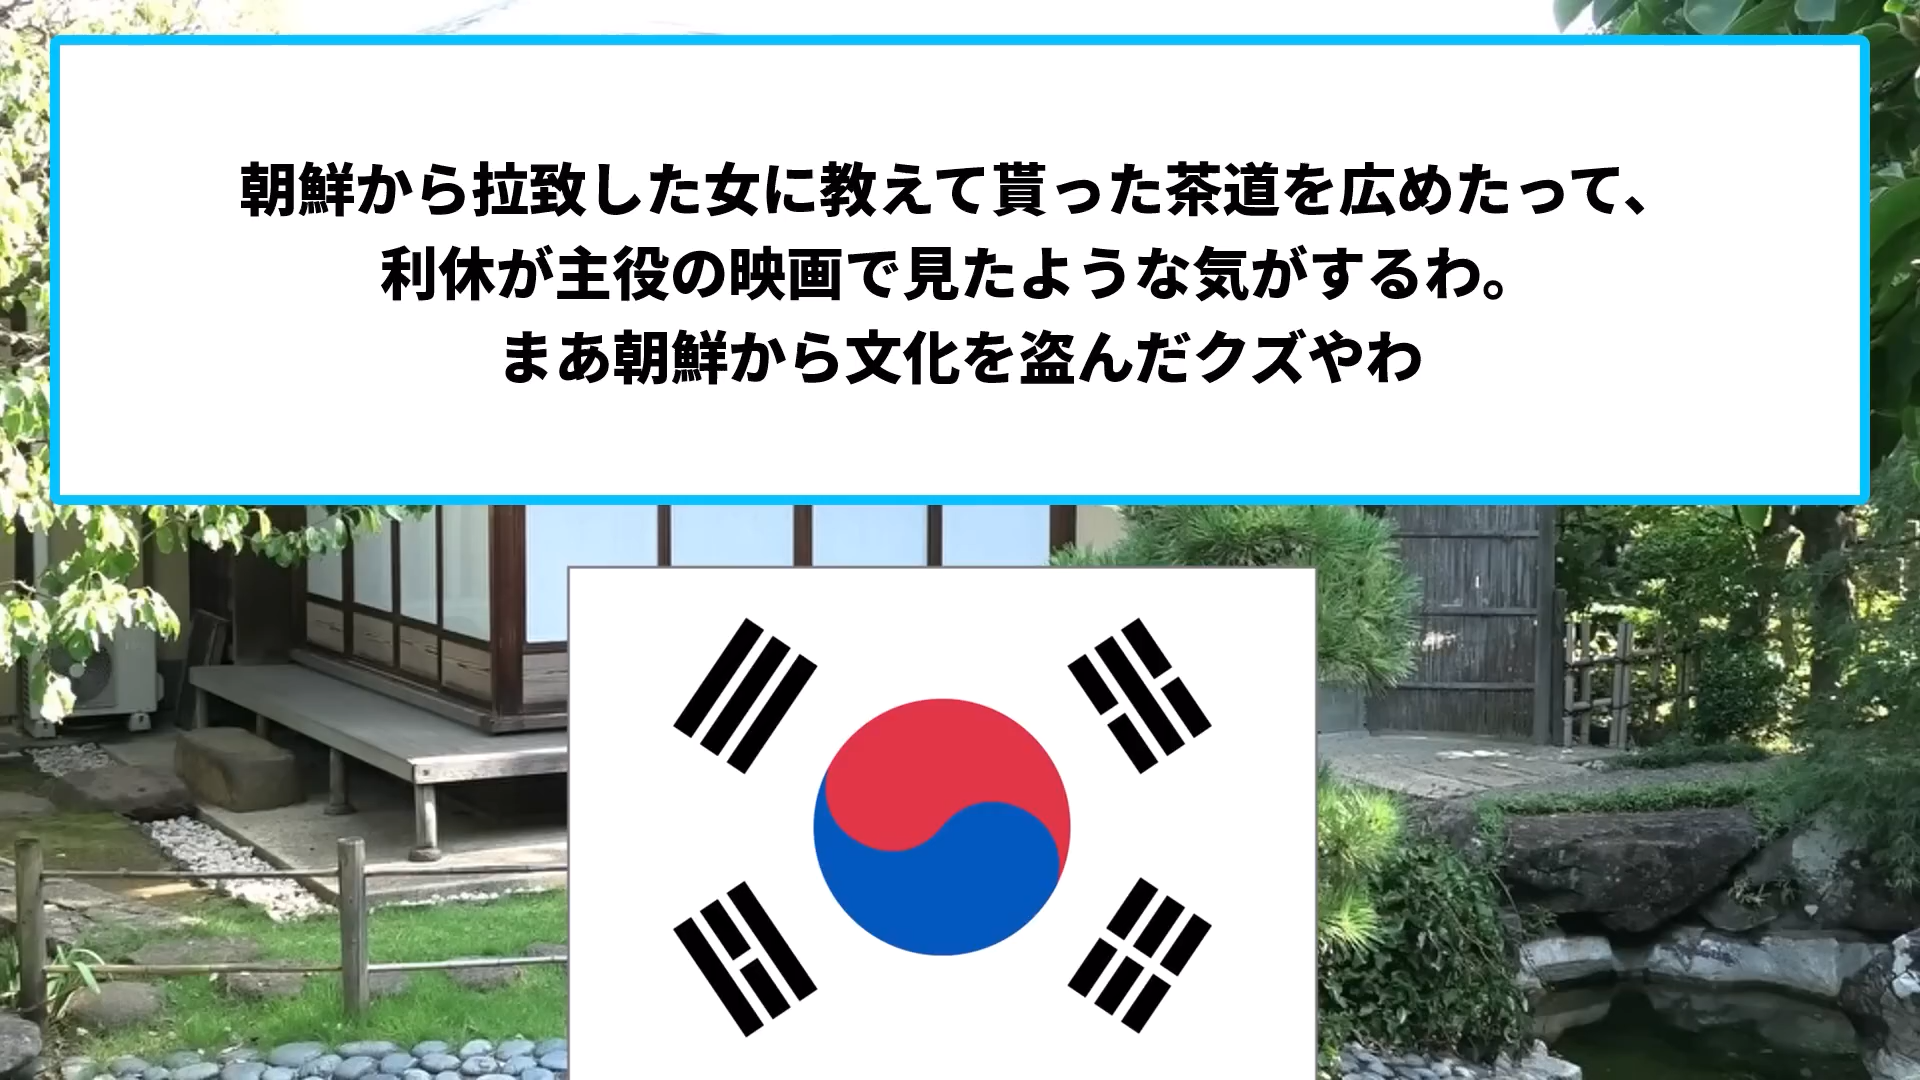 朝鮮から拉致した女に教えて貰った茶道を広めたって、
利休が主役の映画で見たような気がするわ。
まあ朝鮮から文化を盗んだクズやわ